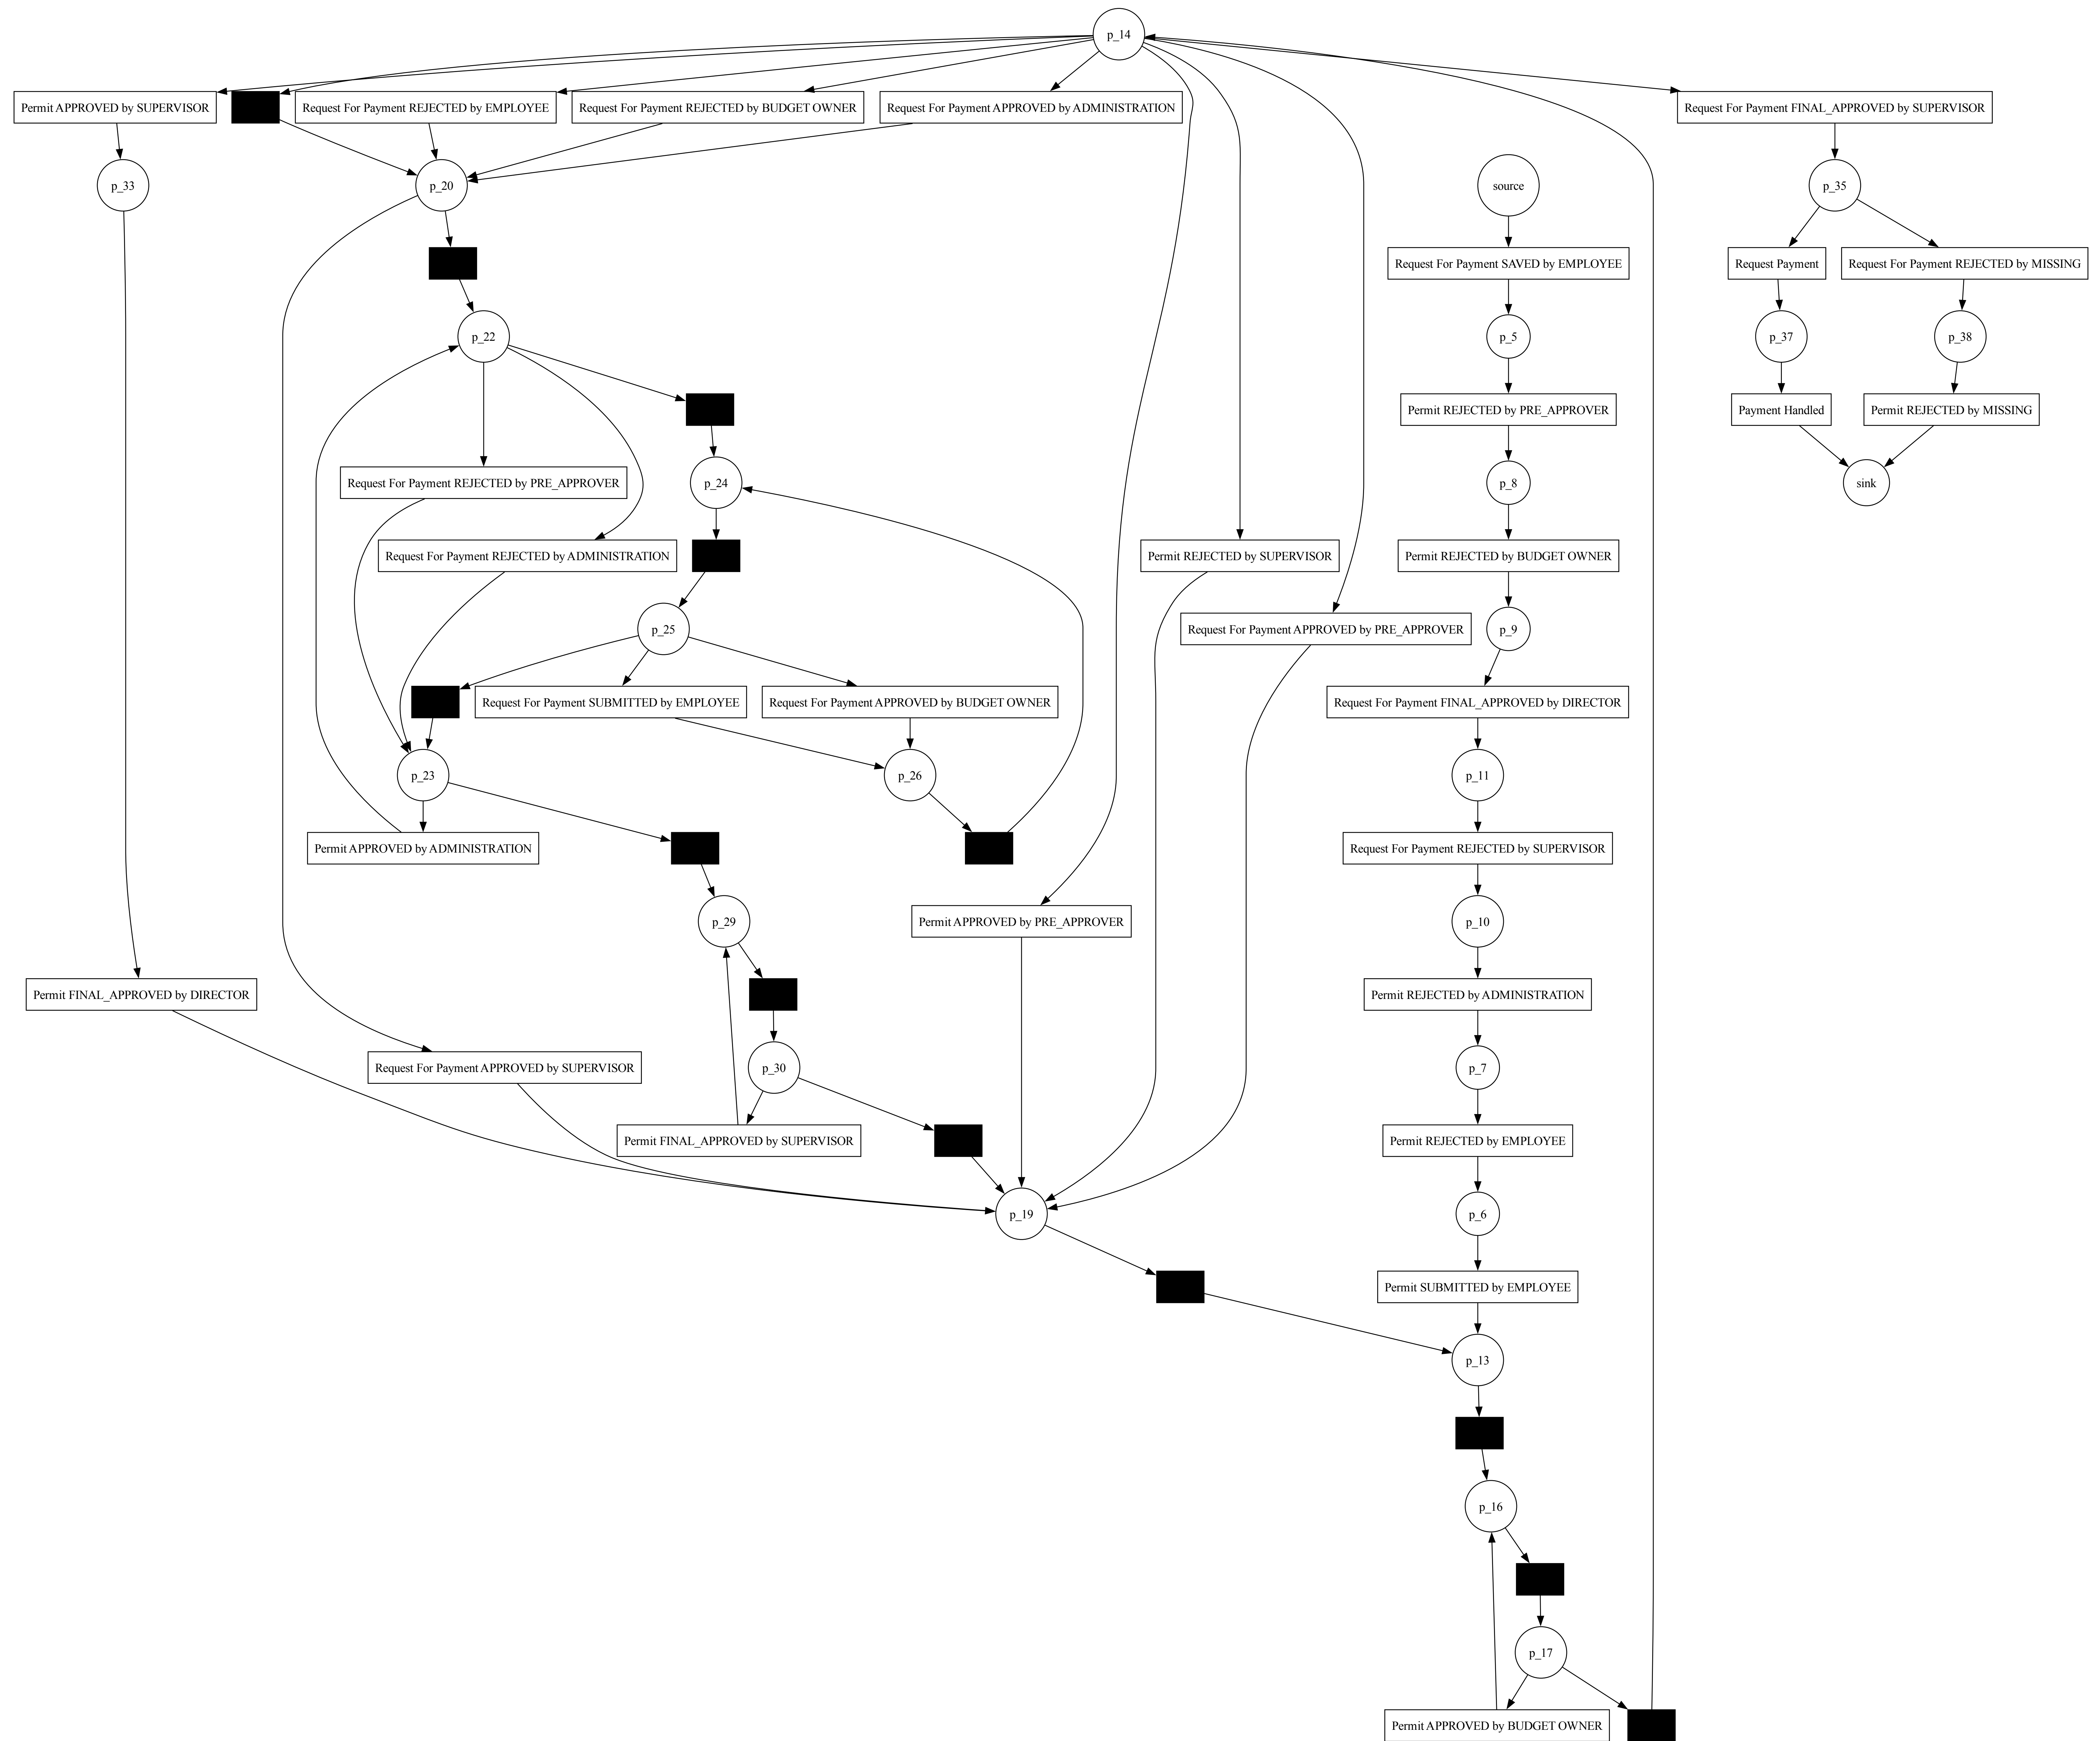 p_14
Permit APPROVED by SUPERVISOR
Request For Payment REJECTED by EMPLOYEE
Request For Payment REJECTED by BUDGET OWNER
Request For Payment APPROVED by ADMINISTRATION
Request For Payment FINAL_APPROVED by SUPERVISOR
p_33
p_20
source
p_35
Request For Payment SAVED by EMPLOYEE
Request Payment
Request For Payment REJECTED by MISSING
p_22
p_5
p_37
p_38
Permit REJECTED by PRE_APPROVER
Payment Handled
Permit REJECTED by MISSING
Request For Payment REJECTED by PRE_APPROVER
p_24
p_8
sink
Request For Payment REJECTED by ADMINISTRATION
Permit REJECTED by SUPERVISOR
Permit REJECTED by BUDGET OWNER
p_25
Request For Payment APPROVED by PRE_APPROVER
p_9
Request For Payment SUBMITTED by EMPLOYEE
Request For Payment APPROVED by BUDGET OWNER
Request For Payment FINAL_APPROVED by DIRECTOR
p_23
p_26
p_11
Permit APPROVED by ADMINISTRATION
Request For Payment REJECTED by SUPERVISOR
p_29
Permit APPROVED by PRE_APPROVER
p_10
Permit FINAL_APPROVED by DIRECTOR
Permit REJECTED by ADMINISTRATION
Request For Payment APPROVED by SUPERVISOR
p_30
p_7
Permit FINAL_APPROVED by SUPERVISOR
Permit REJECTED by EMPLOYEE
p_19
p_6
Permit SUBMITTED by EMPLOYEE
p_13
p_16
p_17
Permit APPROVED by BUDGET OWNER